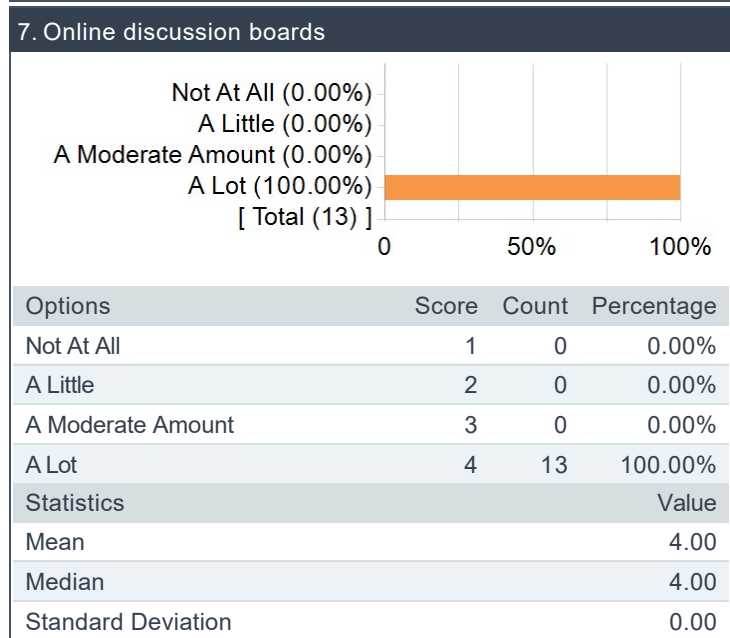 7. Online discussion boards
Not At All (0.00%)
A Little (0.00%)
A Moderate Amount (0.00%)
A Lot (100.00%)
[ Total (13) ]
0 50% 100%
Options Score Count Percentage
Not At All 1 0 0.00%
A Little 2 0 0.00%
A Moderate Amount 3 0 0.00%
A Lot 4 13 100.00%
Statistics Value
Mean 4.00
Median 4.00
Standard Deviation 0.00